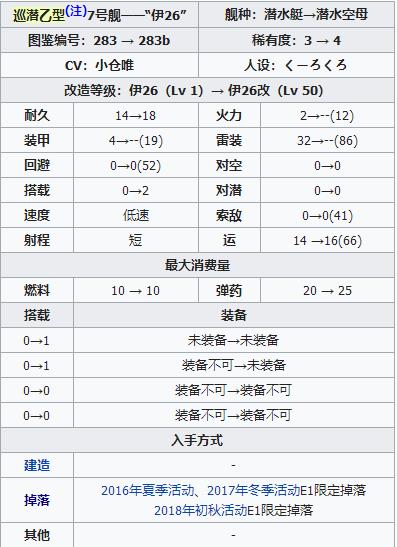 巡潜乙型(注)7号舰——“伊26” 舰种：潜水艇→潜水空母
图鉴编号：283 → 283b 稀有度：3 → 4
CV：小仓唯 人设：くーろくろ
改造等级：伊26（Lv 1）→ 伊26改（Lv 50）
耐久 14→18 火力 2→--(12)
装甲 4→--(19) 雷装 32→--(86)
回避 0→0(52) 对空 0→0
搭载 0→2 对潜 0→0
速度 低速 索敌 0→0(41)
射程 短 运 14 →16(66)
最大消费量
燃料 10 → 10 弹药 20 → 25
搭载 装备
0→1 未装备→未装备
0→1 装备不可→未装备
0→0 装备不可→装备不可
0→0 装备不可→装备不可
入手方式
建造 -
掉落 2016年夏季活动、2017年冬季活动E1限定掉落
2018年初秋活动E1限定掉落
其他 -